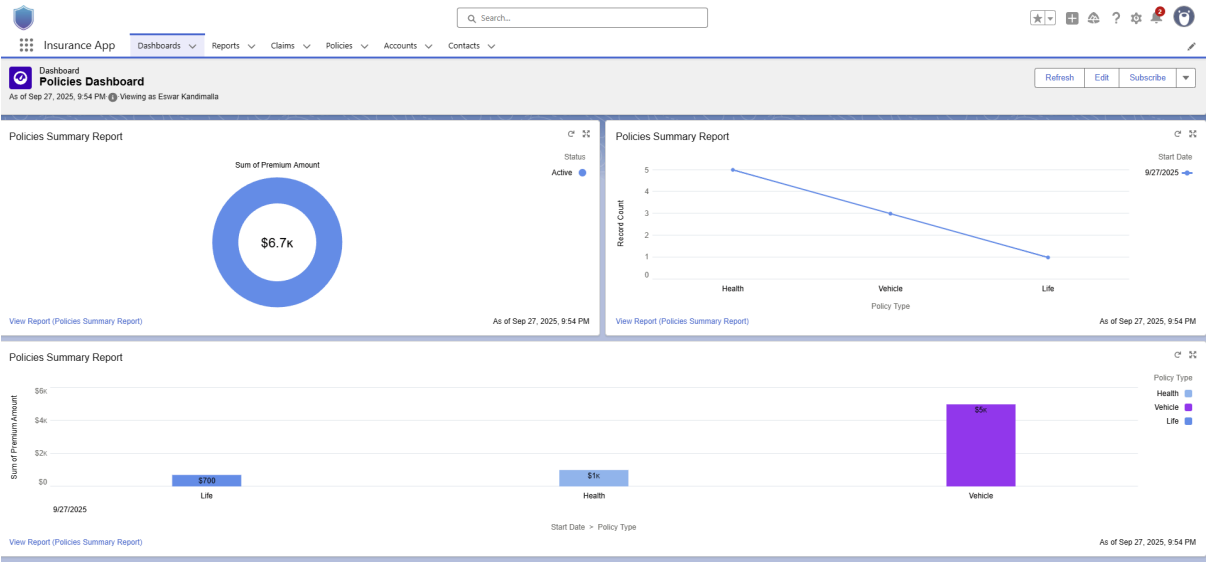 Search...
2
Insurance App
Dashboards
Reports
Claims
Policies
Accounts
Contacts
Dashboard
Policies Dashboard
As of Sep 27, 2025, 9:54 PM Viewing as Eswar Kandimalla
Refresh
Edit
Subscribe
Policies Summary Report
Sum of Premium Amount
Status
Active
$6.7K
View Report (Policies Summary Report)
As of Sep 27, 2025, 9:54 PM
Policies Summary Report
Start Date
9/27/2025
Record Count
5
4
3
2
1
0
Health
Vehicle
Life
Policy Type
View Report (Policies Summary Report)
As of Sep 27, 2025, 9:54 PM
Policies Summary Report
Policy Type
Health
Vehicle
Life
Sum of Premium Amount
$6K
$4K
$2K
$0
$700
$1K
$5K
Life
Health
Vehicle
9/27/2025
Start Date > Policy Type
View Report (Policies Summary Report)
As of Sep 27, 2025, 9:54 PM